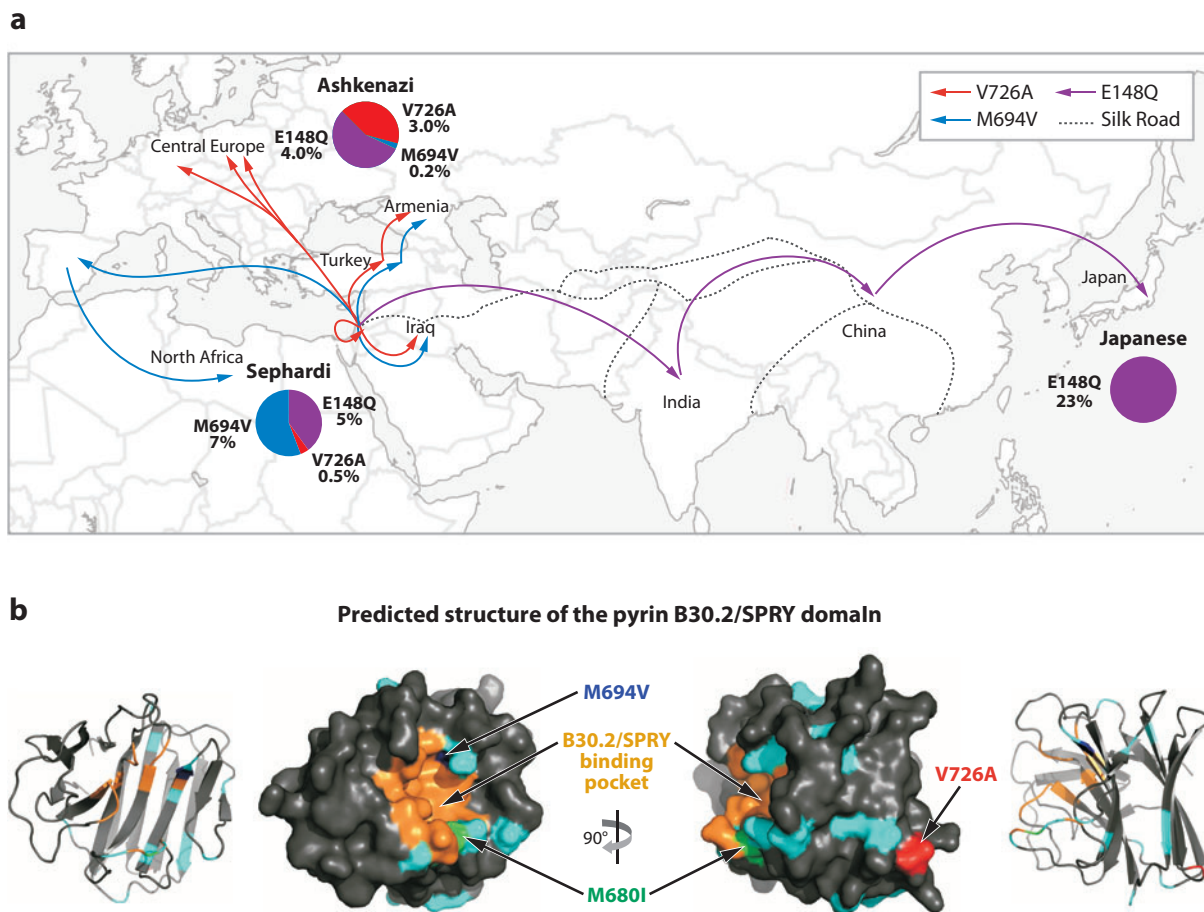 a
Ashkenazi
V726A
3.0%
E148Q
4.0%
M694V
0.2%
V726A
E148Q
M694V
Silk Road
Central Europe
Armenia
Turkey
Iraq
North Africa
Sephardi
E148Q
5%
M694V
7%
V726A
0.5%
India
China
Japan
Japanese
E148Q
23%
b
Predicted structure of the pyrin B30.2/SPRY domaIn
M694V
B30.2/SPRY
binding
pocket
V726A
90°
M680I